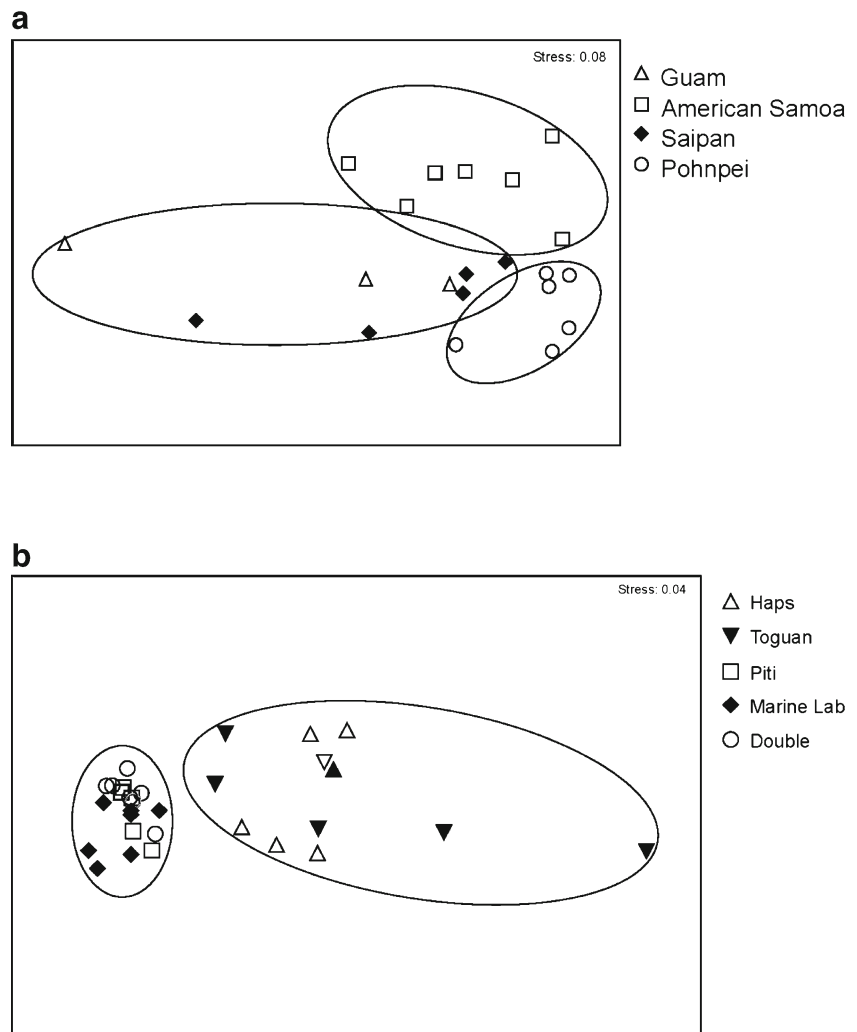 a
Stress: 0.08
Guam
American Samoa
Saipan
Pohnpei
b
Stress: 0.04
Haps
Toguan
Piti
Marine Lab
Double